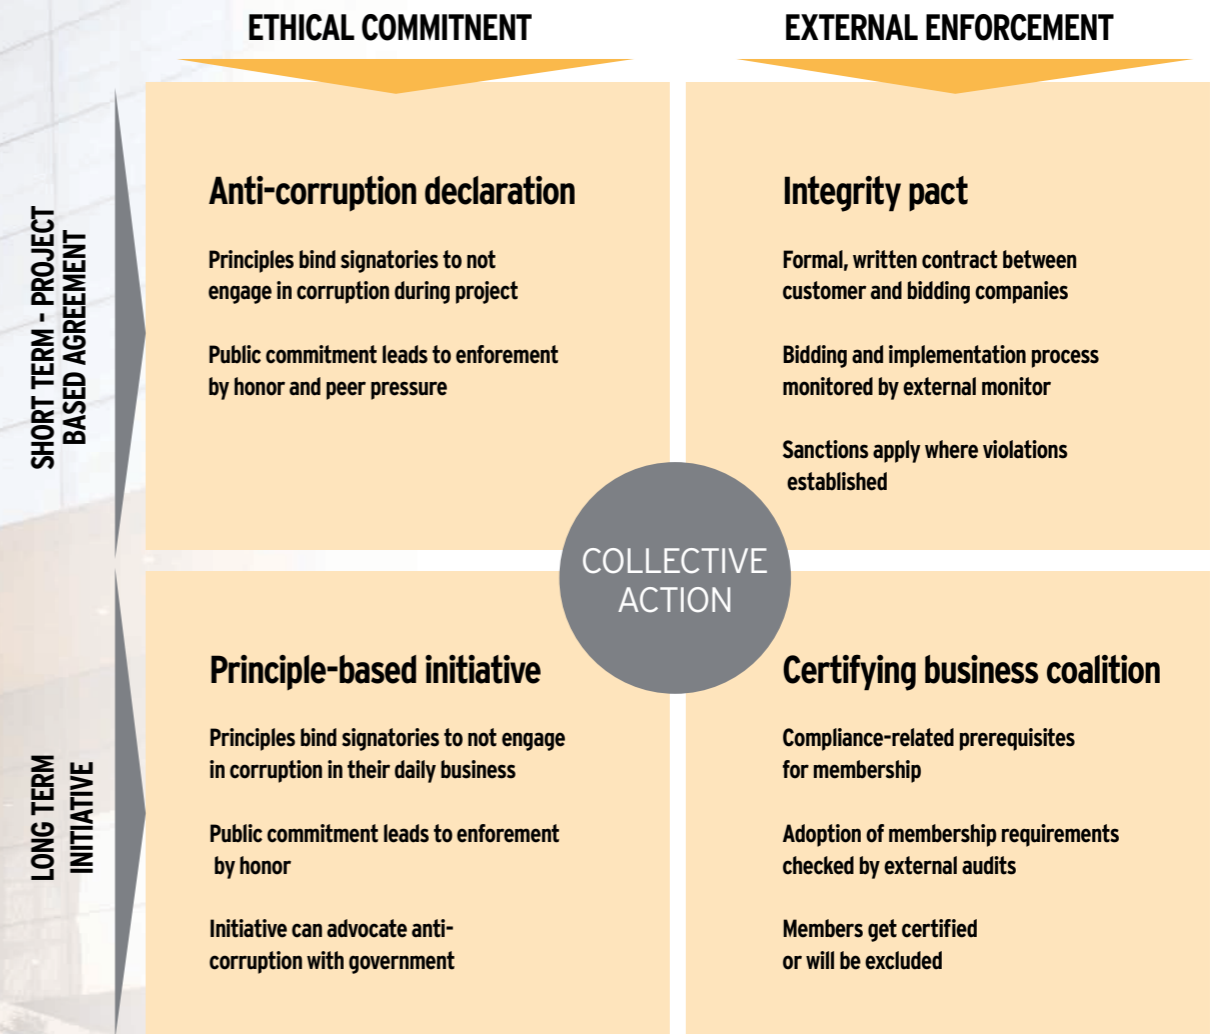 ETHICAL COMMITNENT
EXTERNAL ENFORCEMENT
SHORT TERM - PROJECT
BASED AGREEMENT
Anti-corruption declaration
Principles bind signatories to not
engage in corruption during project
Public commitment leads to enforement
by honor and peer pressure
Integrity pact
Formal, written contract between
customer and bidding companies
Bidding and implementation process
monitored by external monitor
Sanctions apply where violations
established
COLLECTIVE
ACTION
LONG TERM
INITIATIVE
Principle-based initiative
Principles bind signatories to not engage
in corruption in their daily business
Public commitment leads to enforement
by honor
Initiative can advocate anti-
corruption with government
Certifying business coalition
Compliance-related prerequisites
for membership
Adoption of membership requirements
checked by external audits
Members get certified
or will be excluded